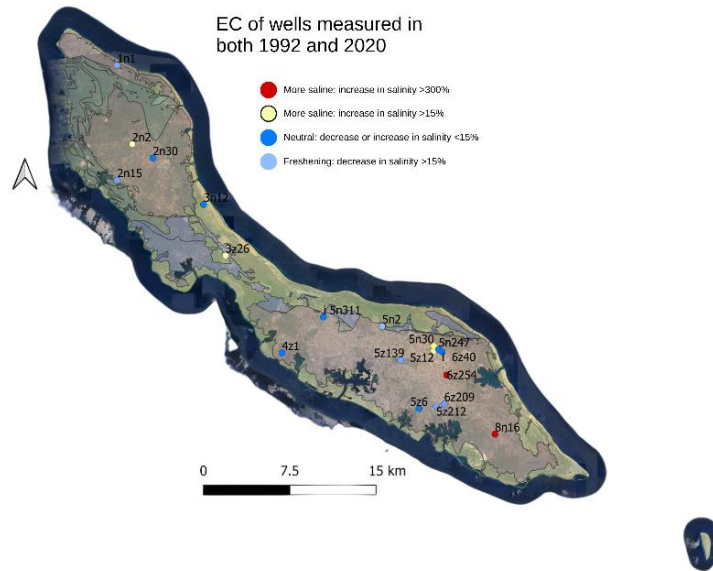 EC of wells measured in
both 1992 and 2020
More saline: increase in salinity >300%
More saline: increase in salinity >15%
Neutral: decrease or increase in salinity <15%
Freshening: decrease in salinity >15%
1n1
2n2
2n30
2n15
3n12
3z26
5n311
5n2
4z1
5n30
5n247
5z139
5z12
6z40
6z254
5z6
6z209
5z212
8n16
0
7.5
15 km